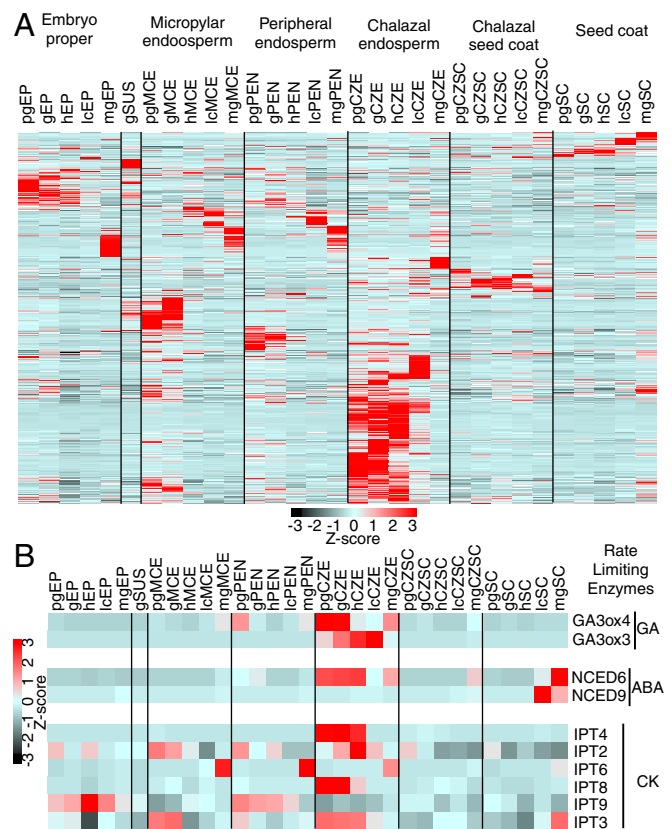 A
Embryo proper
Micropylar endoosperm
Peripheral endosperm
Chalazal endosperm
Chalazal seed coat
Seed coat
pgEP gEP hEP lcEP mgEP gSUS pgMCE gMCE hMCE lcMCE mgMCE pgPEN gPEN hPEN lcPEN mgPEN pgCZE gCZE hCZE lcCZE mgCZE pgCZSC gCZSC hCZSC lcCZSC mgCZSC pgSC gSC hSC lcSC mgSC
-3 -2 -1 0 1 2 3
Z-score
B
pgEP gEP hEP lcEP mgEP gSUS pgMCE gMCE hMCE lcMCE mgMCE pgPEN gPEN hPEN lcPEN mgPEN pgCZE gCZE hCZE lcCZE mgCZE pgCZSC gCZSC hCZSC lcCZSC mgCZSC pgSC gSC hSC lcSC mgSC
Rate
Limiting
Enzymes
-3 -2 -1 0 1 2 3
Z-score
GA3ox4
GA3ox3
GA
NCED6
NCED9
ABA
IPT4
IPT2
IPT6
IPT8
IPT9
IPT3
CK